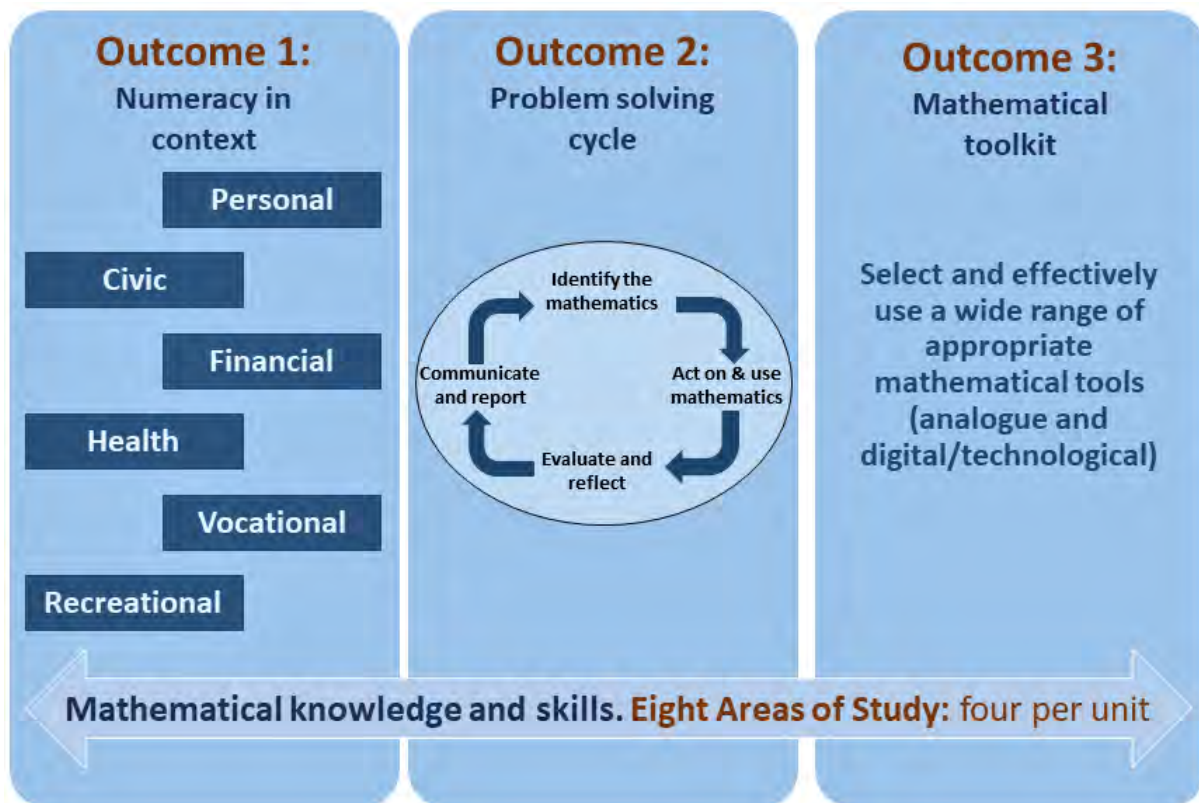 Outcome 1:
Numeracy in
context
Personal
Civic
Financial
Health
Vocational
Recreational
Outcome 2:
Problem solving
cycle
Identify the
mathematics
Act on & use
mathematics
Evaluate and
reflect
Communicate
and report
Outcome 3:
Mathematical
toolkit
Select and effectively
use a wide range of
appropriate
mathematical tools
(analogue and
digital/technological)
Mathematical knowledge and skills. Eight Areas of Study: four per unit